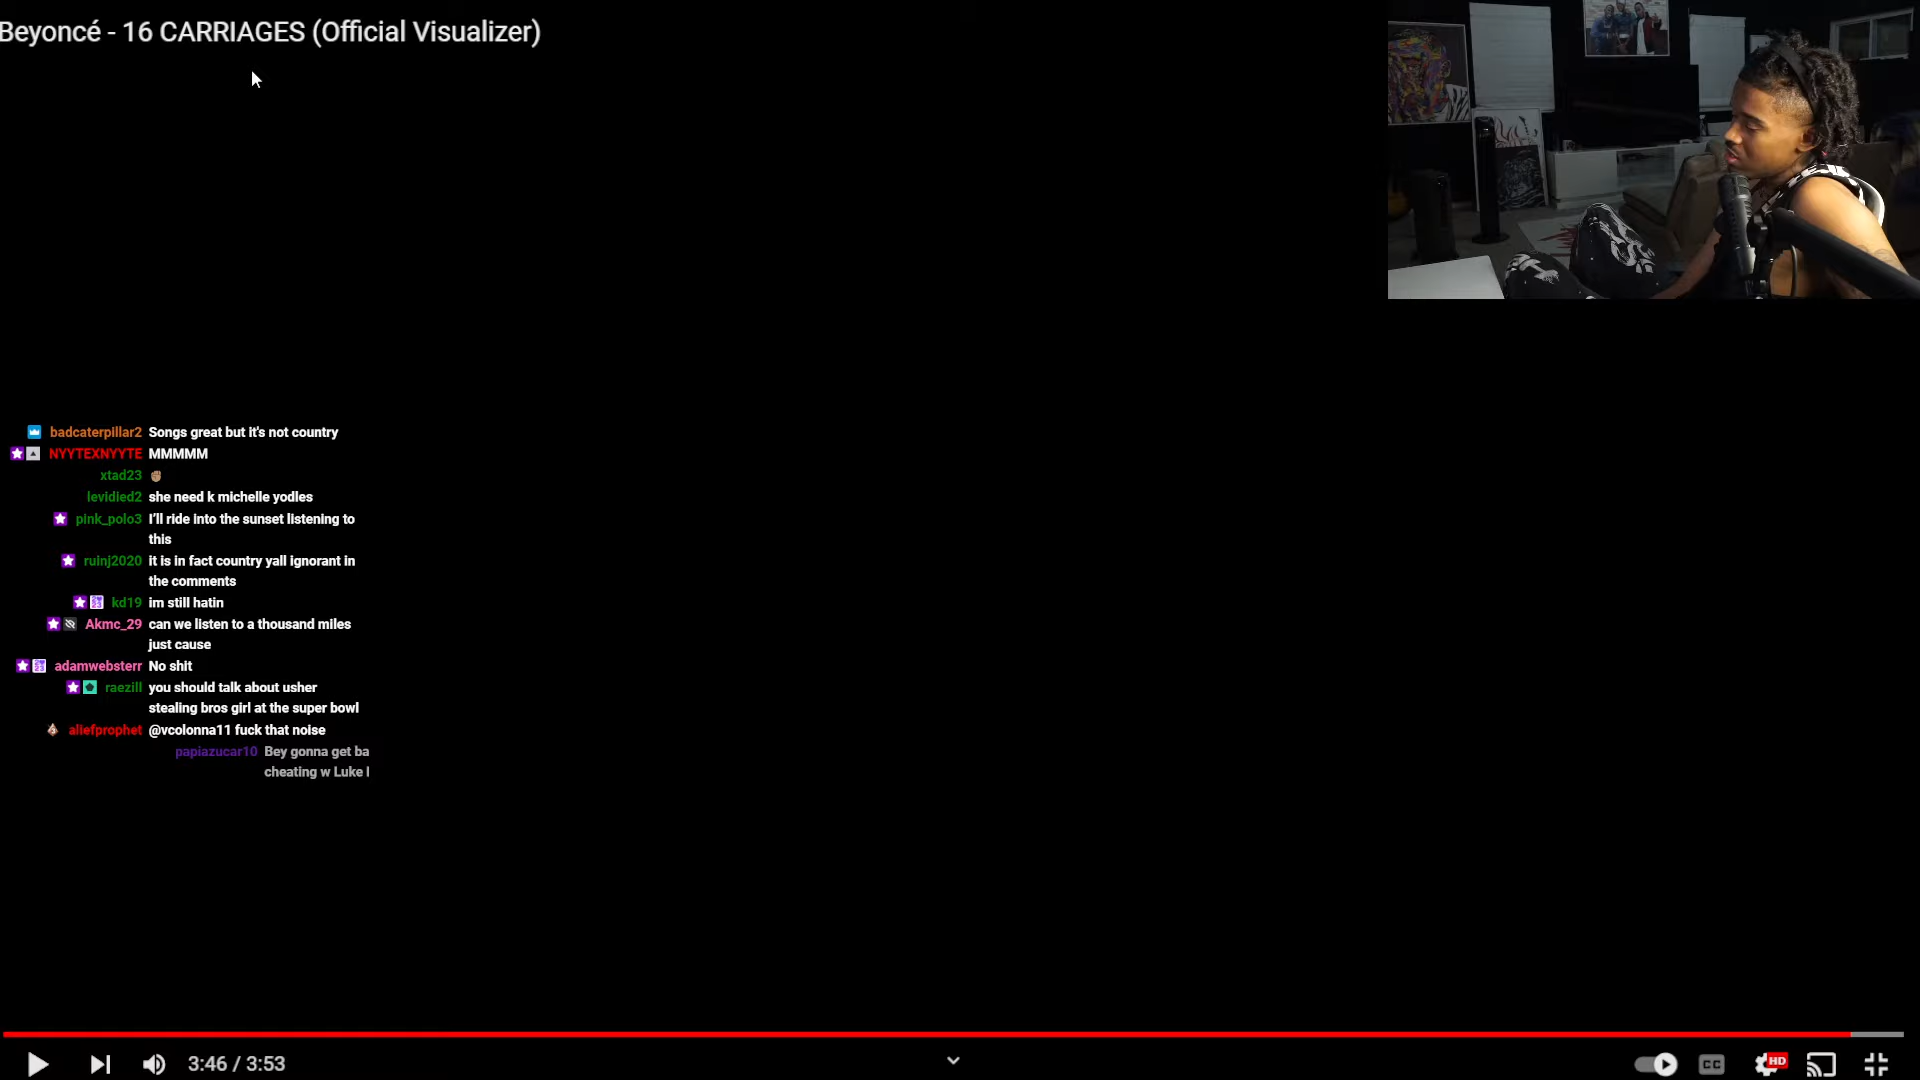 Beyoncé - 16 CARRIAGES (Official Visualizer)
badcaterpillar2 Songs great but it's not country
NYYTEXNYYTE MMMMM
xtad23
levidied2 she need k michelle yodles
pink_polo3 I'll ride into the sunset listening to
this
ruinj2020 it is in fact country yall ignorant in
the comments
kd19 im still hatin
Akmc_29 can we listen to a thousand miles
just cause
adamwebsterr No shit
raezill you should talk about usher
stealing bros girl at the super bowl
aliefprophet @vcolonna11 fuck that noise
papiazucar10 Bey gonna get ba
cheating w Luke
3:46 / 3:53
CC
HD